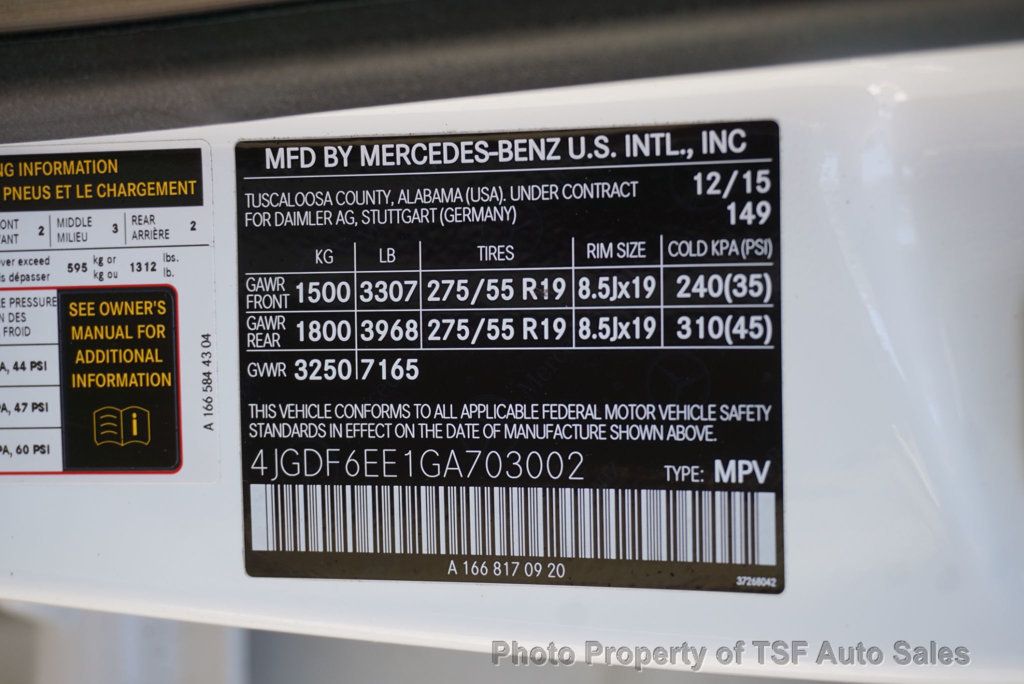 NG INFORMATION
PNEUS ET LE CHARGEMENT
ONT
ANT 2
MIDDLE
MILIEU 3
REAR
ARRIÈRE 2
ver exceed
is dépasser
595 kg or
kg ou 1312 lbs.
lb.
E PRESSURE
N DES
FROID
A, 44 PSI
A, 47 PSI
PA, 60 PSI
SEE OWNER'S
MANUAL FOR
ADDITIONAL
INFORMATION
A 166 584 43 04
MFD BY MERCEDES-BENZ U.S. INTL., INC
TUSCALOOSA COUNTY, ALABAMA (USA). UNDER CONTRACT
FOR DAIMLER AG, STUTTGART (GERMANY)
12/15
149
KG LB TIRES RIM SIZE COLD KPA (PSI)
GAWR FRONT 1500 3307 275/55 R19 8.5Jx19 240(35)
GAWR REAR 1800 3968 275/55 R19 8.5Jx19 310(45)
GVWR 3250 7165
THIS VEHICLE CONFORMS TO ALL APPLICABLE FEDERAL MOTOR VEHICLE SAFETY
STANDARDS IN EFFECT ON THE DATE OF MANUFACTURE SHOWN ABOVE.
4JGDF6EE1GA703002 TYPE: MPV
A 166 817 09 20
37268042
Photo Property of TSF Auto Sales